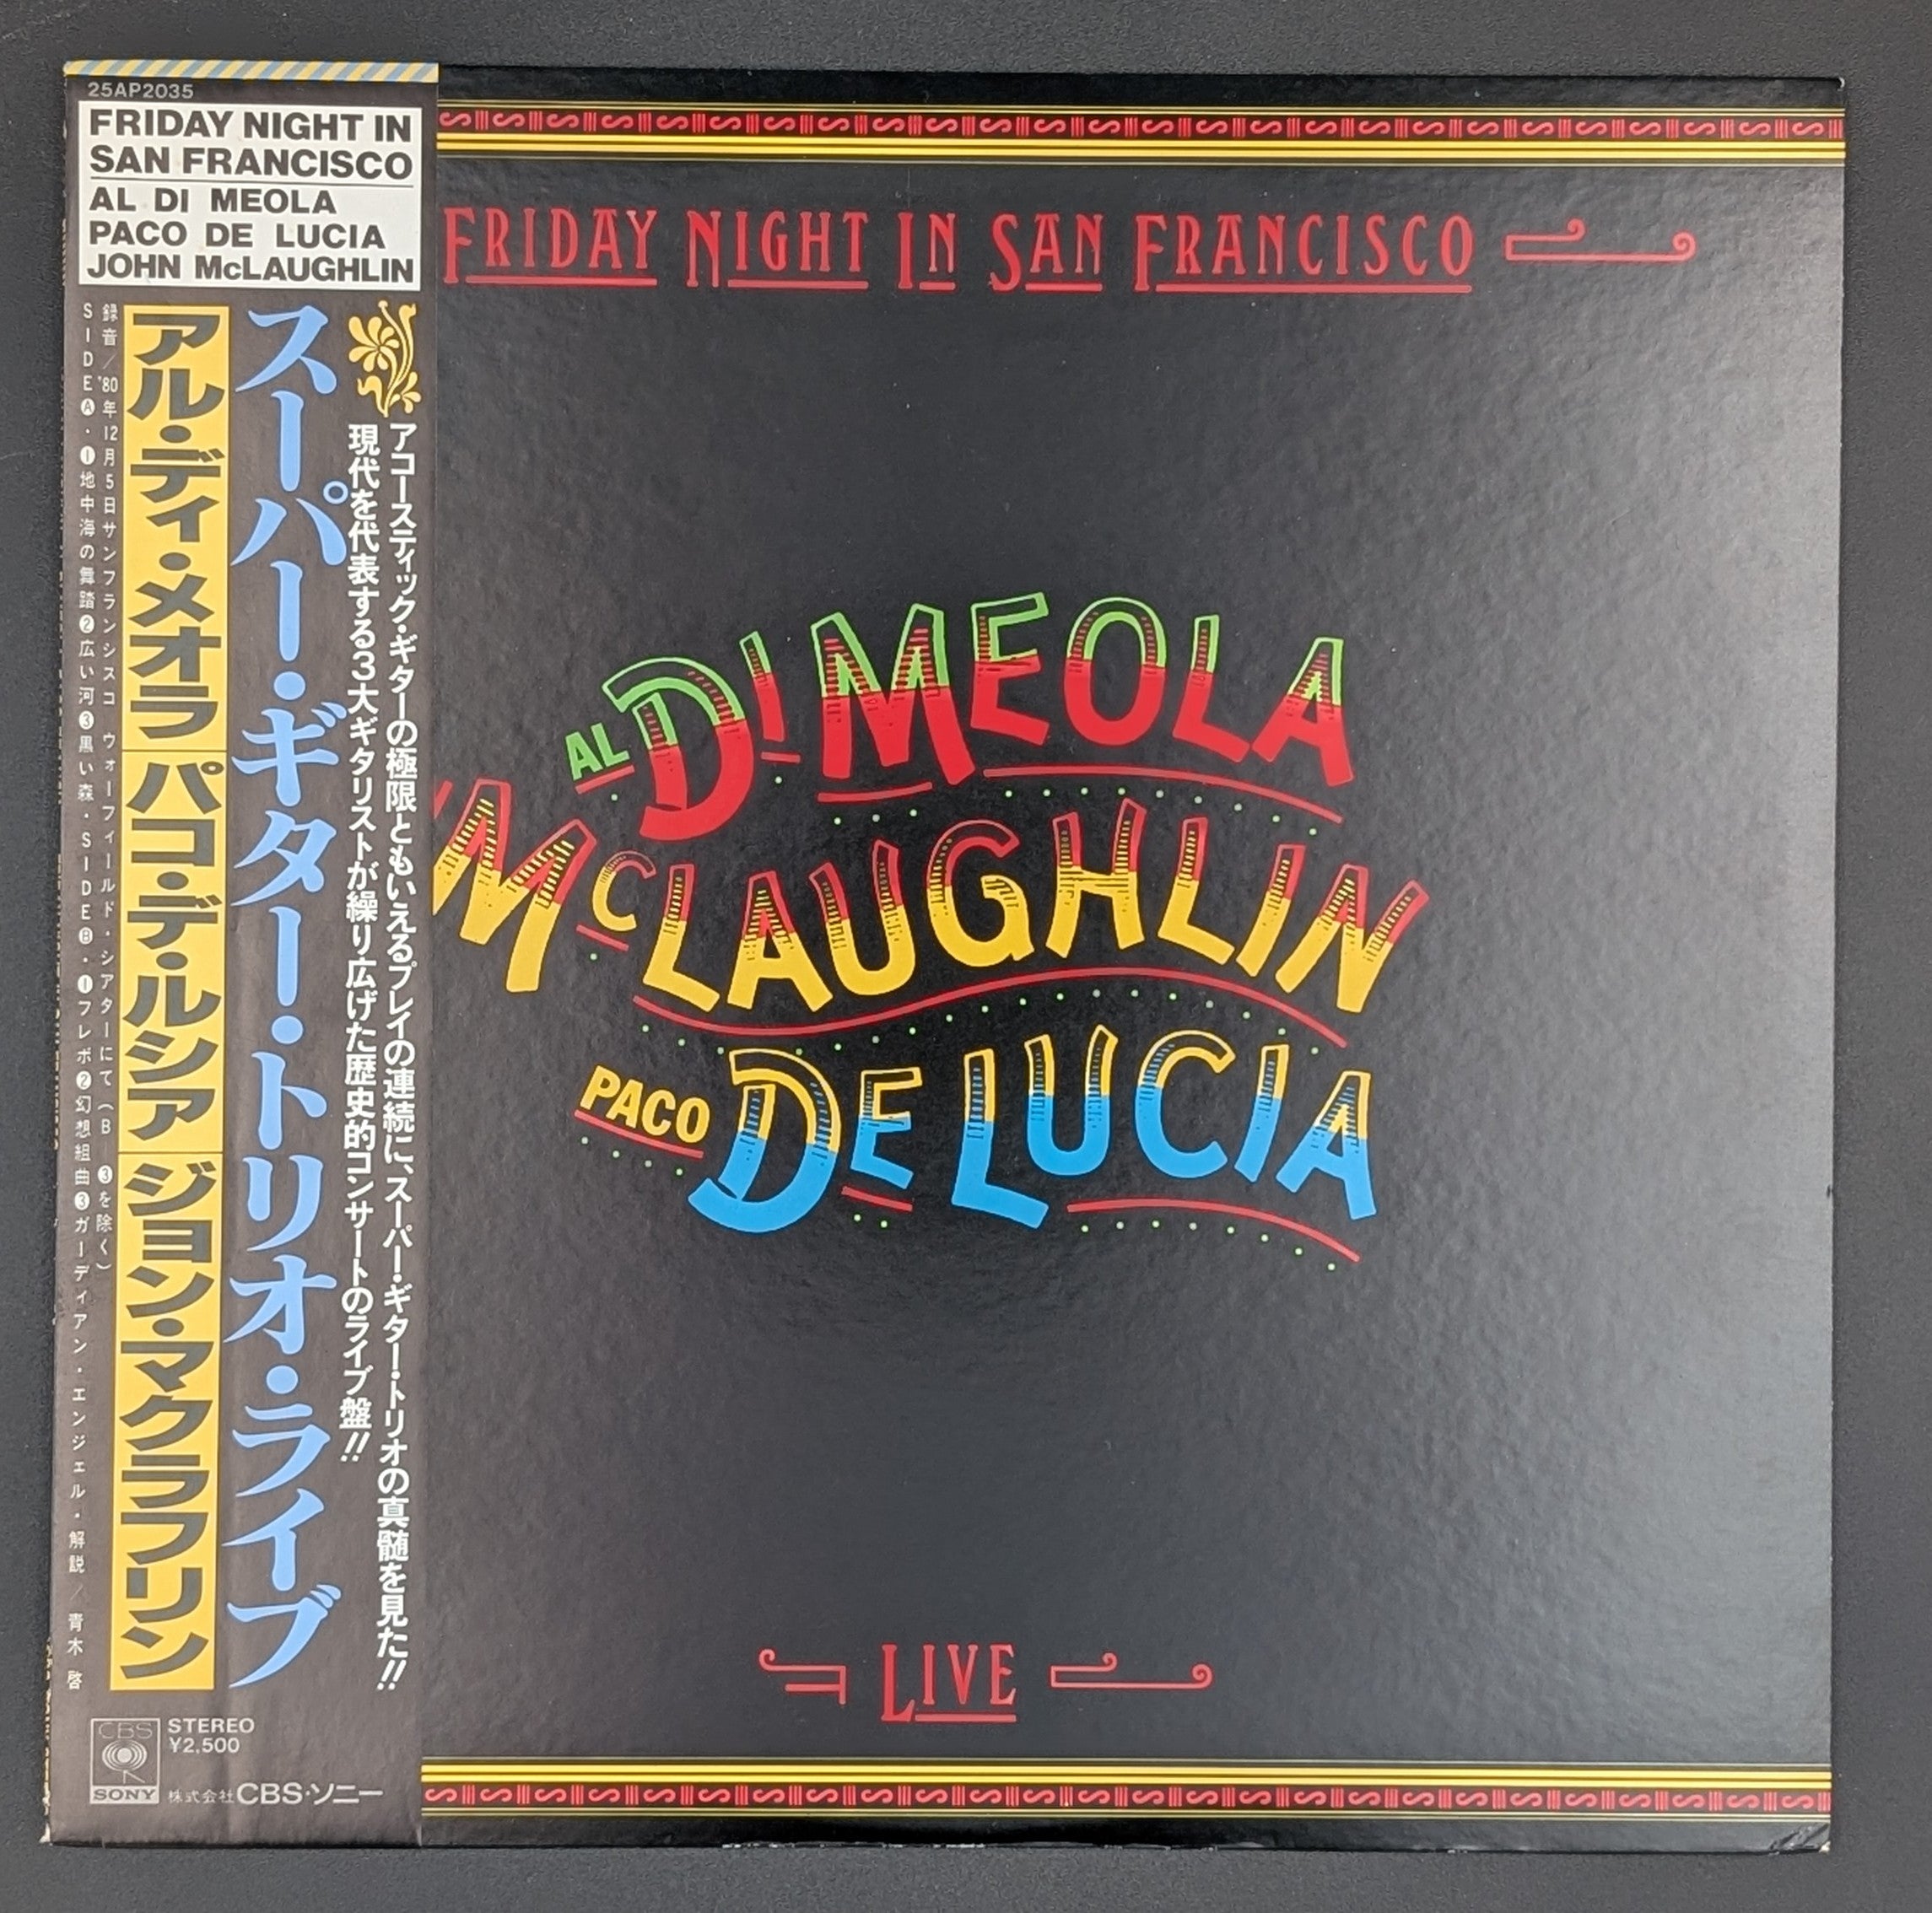 25AP2035
FRIDAY NIGHT IN
SAN FRANCISCO
AL DI MEOLA
PACO DE LUCIA
JOHN McLAUGHLIN
アコースティック・ギターの極限ともいえるプレイの連続に、スーパー・ギター・トリオの真髄を見た!!
現代を代表する3大ギタリストが繰り広げた歴史的コンサートのライブ盤!!
スーパー・ギター・トリオ・ライブ
アル・ディ・メオラ パコ・デ・ルシア ジョン・マクラフリン
録音/'80年12月5日サンフランシスコ ウォーフィールド・シアターにて(B—❸を除く)
SIDEⒶ・❶地中海の舞踏❷広い河❸黒い森・SIDEⒷ・❶フレボ❷幻想組曲❸ガーディアン・エンジェル・解説/青木 啓
CBS
SONY
STEREO
¥2,500
株式会社CBS・ソニー
FRIDAY NIGHT IN SAN FRANCISCO
AL DI MEOLA
McLAUGHLIN
PACO DE LUCIA
LIVE